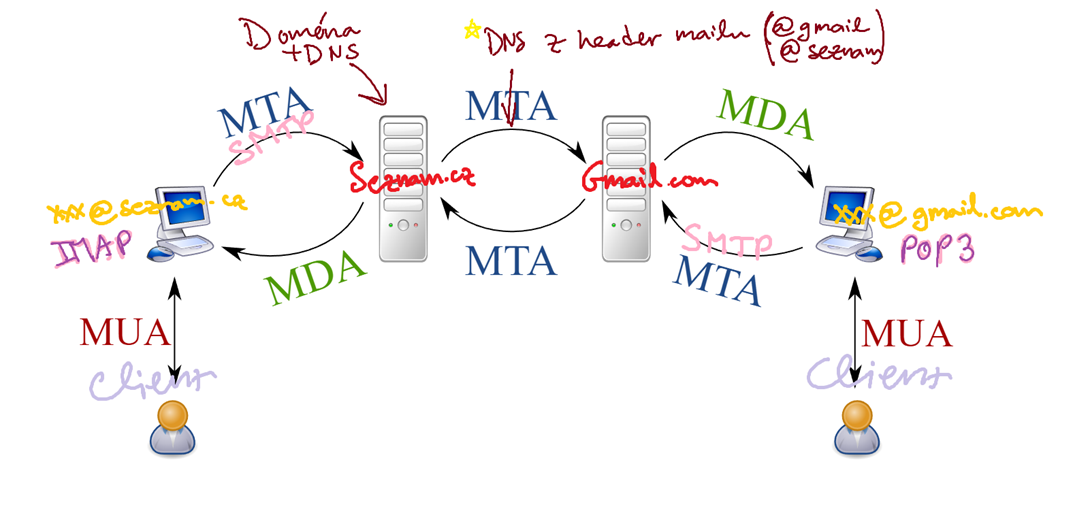 Doména
+DNS
DNS z header mailu (@gmail
@seznam)
MTA
SMTP
MTA
MDA
Seznam.cz
Gmail.com
xxx@seznam.cz
IMAP
xxx@gmail.com
POP3
MDA
MTA
SMTP
MTA
MUA
Client
MUA
Client